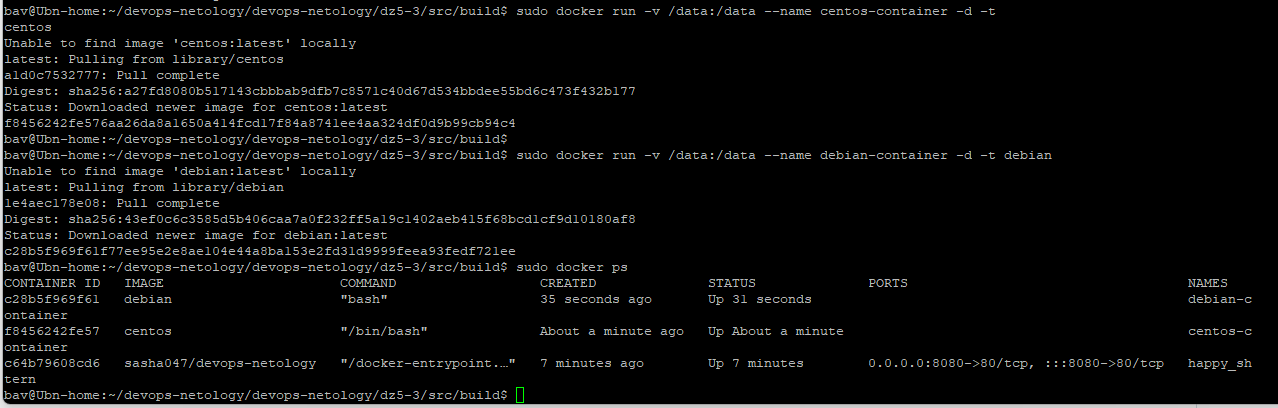 bav@Ubn-home:~/devops-netology/devops-netology/dz5-3/src/build$ sudo docker run -v /data:/data --name centos-container -d -t
centos
Unable to find image 'centos:latest' locally
latest: Pulling from library/centos
a1d0c7532777: Pull complete
Digest: sha256:a27fd8080b517143cbbbab9dfb7c8571c40d67d534bbdee55bd6c473f432b177
Status: Downloaded newer image for centos:latest
f8456242fe576aa26da8a1650a414fcd17f84a8741ee4aa324df0d9b99cb94c4
bav@Ubn-home:~/devops-netology/devops-netology/dz5-3/src/build$
bav@Ubn-home:~/devops-netology/devops-netology/dz5-3/src/build$ sudo docker run -v /data:/data --name debian-container -d -t debian
Unable to find image 'debian:latest' locally
latest: Pulling from library/debian
1e4aec178e08: Pull complete
Digest: sha256:43ef0c6c3585d5b406caa7a0f232ff5a19c1402aeb415f68bcd1cf9d10180af8
Status: Downloaded newer image for debian:latest
c28b5f969f61f77ee95e2e8ae104e44a8ba153e2fd31d9999feea93fedf721ee
bav@Ubn-home:~/devops-netology/devops-netology/dz5-3/src/build$ sudo docker ps
CONTAINER ID   IMAGE                      COMMAND                  CREATED              STATUS              PORTS                                   NAMES
c28b5f969f61   debian                     "bash"                   35 seconds ago       Up 31 seconds                                               debian-c
ontainer
f8456242fe57   centos                     "/bin/bash"              About a minute ago   Up About a minute                                           centos-c
ontainer
c64b79608cd6   sasha047/devops-netology   "/docker-entrypoint.…"   7 minutes ago        Up 7 minutes        0.0.0.0:8080->80/tcp, :::8080->80/tcp   happy_sh
tern
bav@Ubn-home:~/devops-netology/devops-netology/dz5-3/src/build$